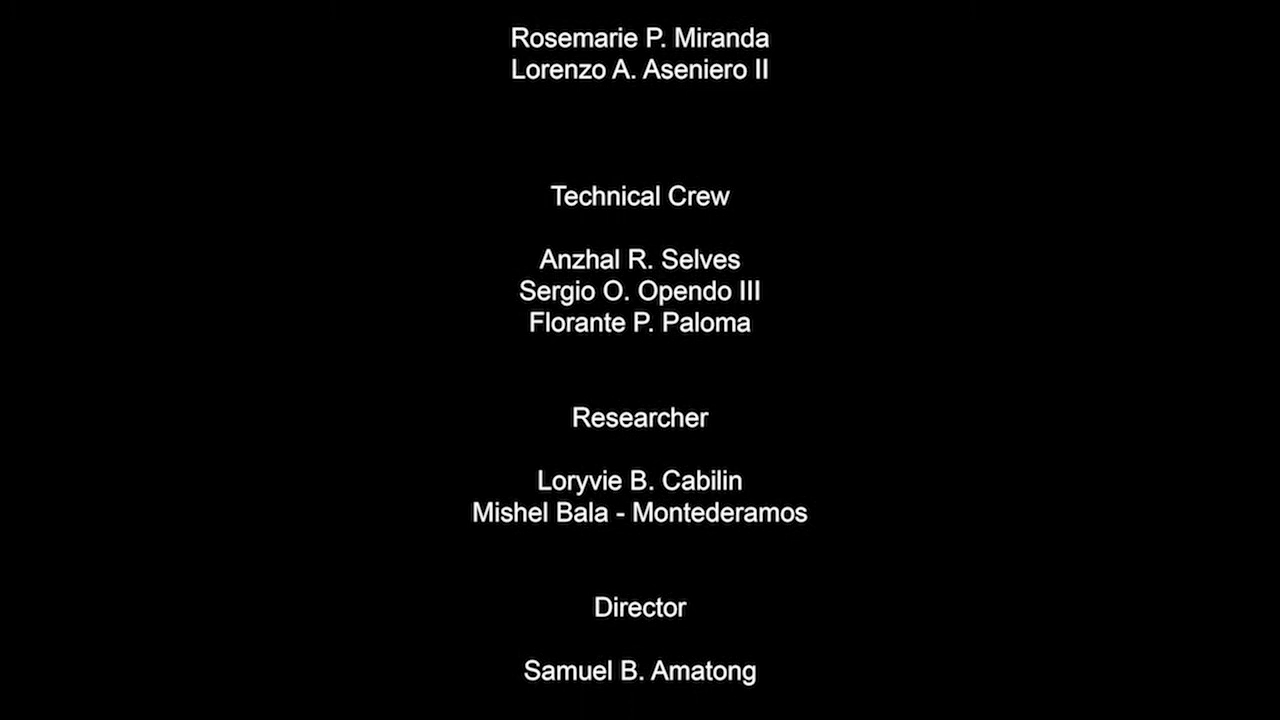 Rosemarie P. Miranda
Lorenzo A. Aseniero II
Technical Crew
Anzhal R. Selves
Sergio O. Opendo III
Florante P. Paloma
Researcher
Loryvie B. Cabilin
Mishel Bala - Montederamos
Director
Samuel B. Amatong